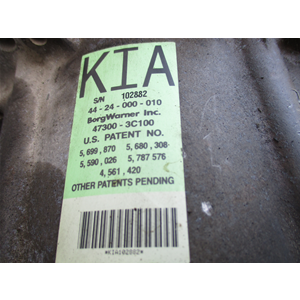 KIA
S/N 102882
44-24-000-010
BorgWarner Inc.
47300-3C100
U.S. PATENT NO.
5,699,870 5,680,308
5,590,026 5,787,576
4,561,420
OTHER PATENTS PENDING
*KIA102882*